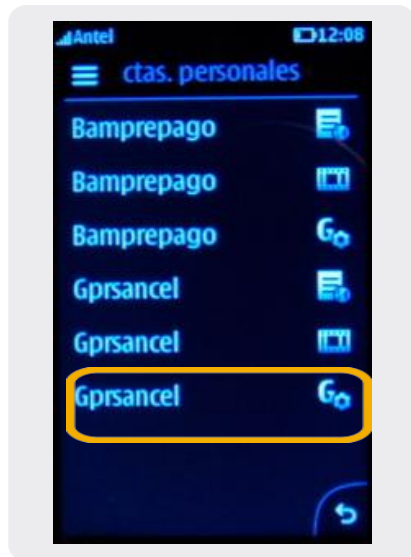 Antel 12:08
ctas. personales
Bamprepago
Bamprepago
Bamprepago G
Gprsancel
Gprsancel
Gprsancel G